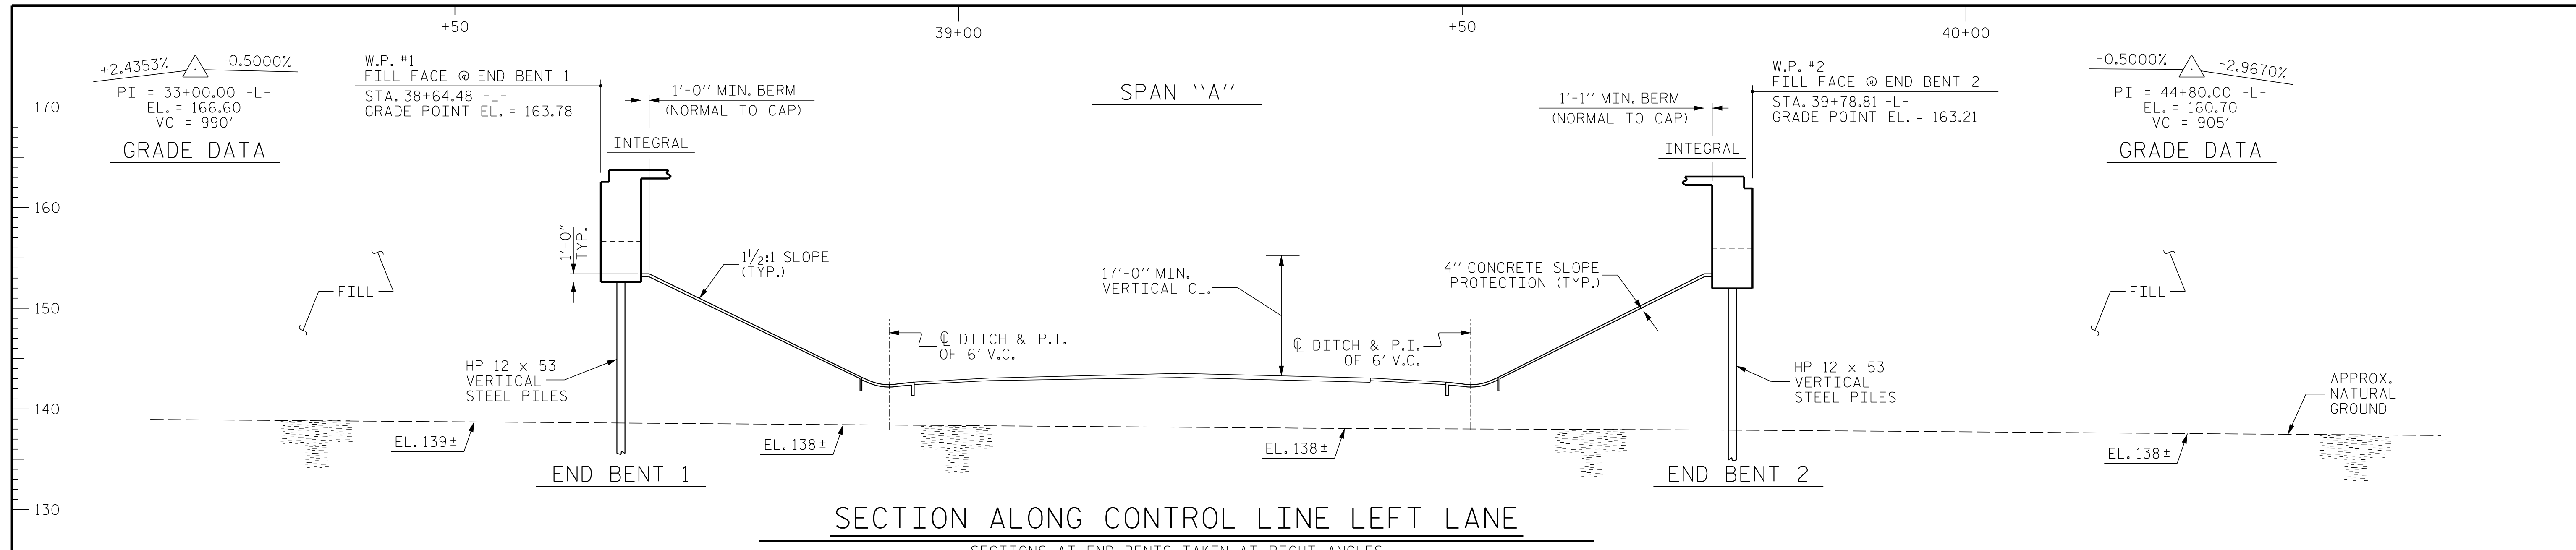 +50
39+00
+50
40+00
+2.4353%
-0.5000%
PI = 33+00.00 -L-
EL. = 166.60
VC = 990'
GRADE DATA
W.P. #1
FILL FACE @ END BENT 1
STA. 38+64.48 -L-
GRADE POINT EL. = 163.78
1'-0" MIN. BERM
(NORMAL TO CAP)
INTEGRAL
SPAN "A"
1'-1" MIN. BERM
(NORMAL TO CAP)
INTEGRAL
W.P. #2
FILL FACE @ END BENT 2
STA. 39+78.81 -L-
GRADE POINT EL. = 163.21
-0.5000%
-2.9670%
PI = 44+80.00 -L-
EL. = 160.70
VC = 905'
GRADE DATA
170
160
150
140
130
FILL
1'-0"
TYP.
1 1/2:1 SLOPE
(TYP.)
17'-0" MIN.
VERTICAL CL.
4" CONCRETE SLOPE
PROTECTION (TYP.)
FILL
HP 12 x 53
VERTICAL
STEEL PILES
℄ DITCH & P.I.
OF 6' V.C.
℄ DITCH & P.I.
OF 6' V.C.
HP 12 x 53
VERTICAL
STEEL PILES
APPROX.
NATURAL
GROUND
EL. 139±
EL. 138±
EL. 138±
EL. 138±
END BENT 1
END BENT 2
SECTION ALONG CONTROL LINE LEFT LANE
SECTIONS AT END BENTS TAKEN AT RIGHT ANGLES